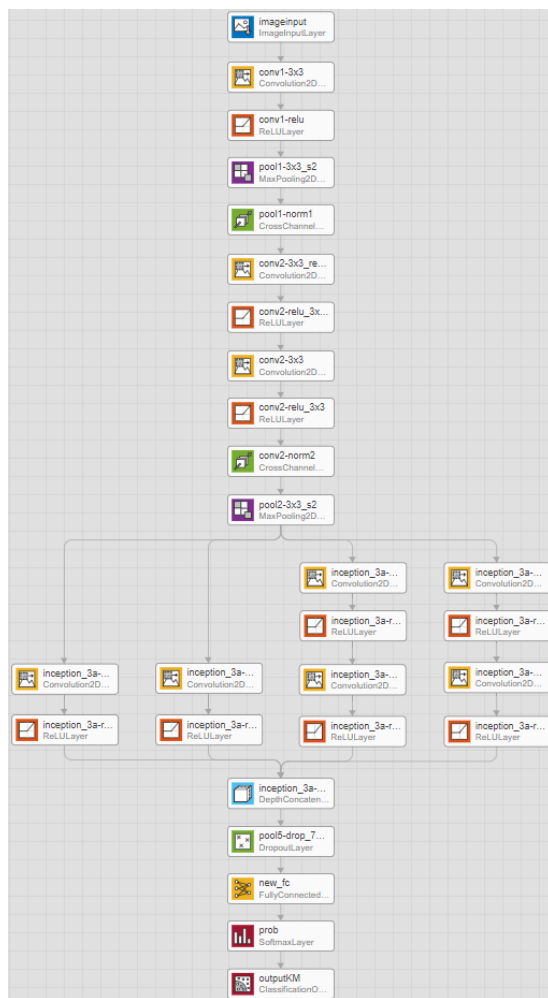 imageinput
ImageInputLayer
conv1-3x3
Convolution2D...
conv1-relu
ReLULayer
pool1-3x3_s2
MaxPooling2D...
pool1-norm1
CrossChannel...
conv2-3x3_re...
Convolution2D...
conv2-relu_3x...
ReLULayer
conv2-3x3
Convolution2D...
conv2-relu_3x3
ReLULayer
conv2-norm2
CrossChannel...
pool2-3x3_s2
MaxPooling2D...
inception_3a-...
Convolution2D...
inception_3a-...
Convolution2D...
inception_3a-r...
ReLULayer
inception_3a-r...
ReLULayer
inception_3a-...
Convolution2D...
inception_3a-...
Convolution2D...
inception_3a-...
Convolution2D...
inception_3a-...
Convolution2D...
inception_3a-r...
ReLULayer
inception_3a-r...
ReLULayer
inception_3a-r...
ReLULayer
inception_3a-r...
ReLULayer
inception_3a-...
DepthConcaten...
pool5-drop_7...
DropoutLayer
new_fc
FullyConnected...
prob
SoftmaxLayer
outputKM
ClassificationO...